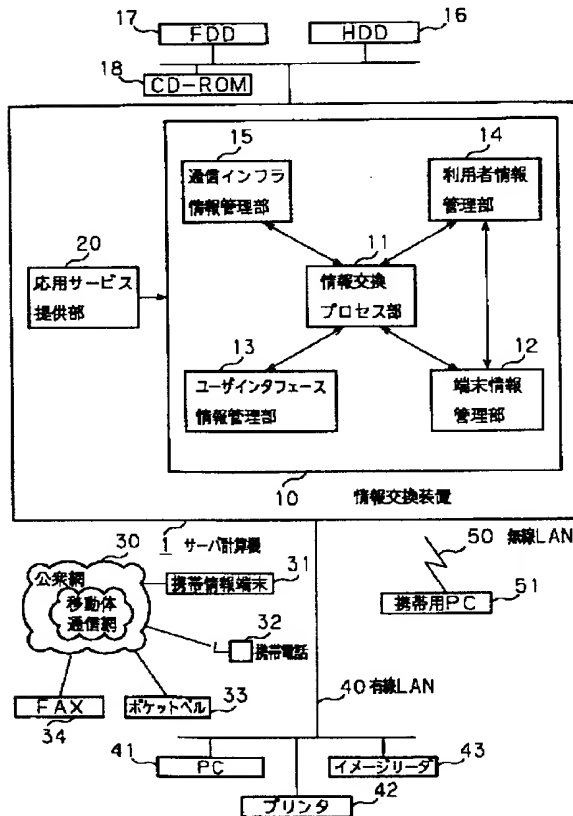 17
FDD
HDD
16
18
CD-ROM
15
通信インフラ
情報管理部
14
利用者情報
管理部
20
応用サービス
提供部
11
情報交換
プロセス部
13
ユーザインタフェース
情報管理部
12
端末情報
管理部
10
情報交換装置
1 サーバ計算機
30
公衆網
移動体
通信網
31
携帯情報端末
32
携帯電話
FAX
34
ポケットベル
33
50 無線LAN
携帯用PC
51
40 有線LAN
41
PC
イメージリーダ
43
プリンタ
42